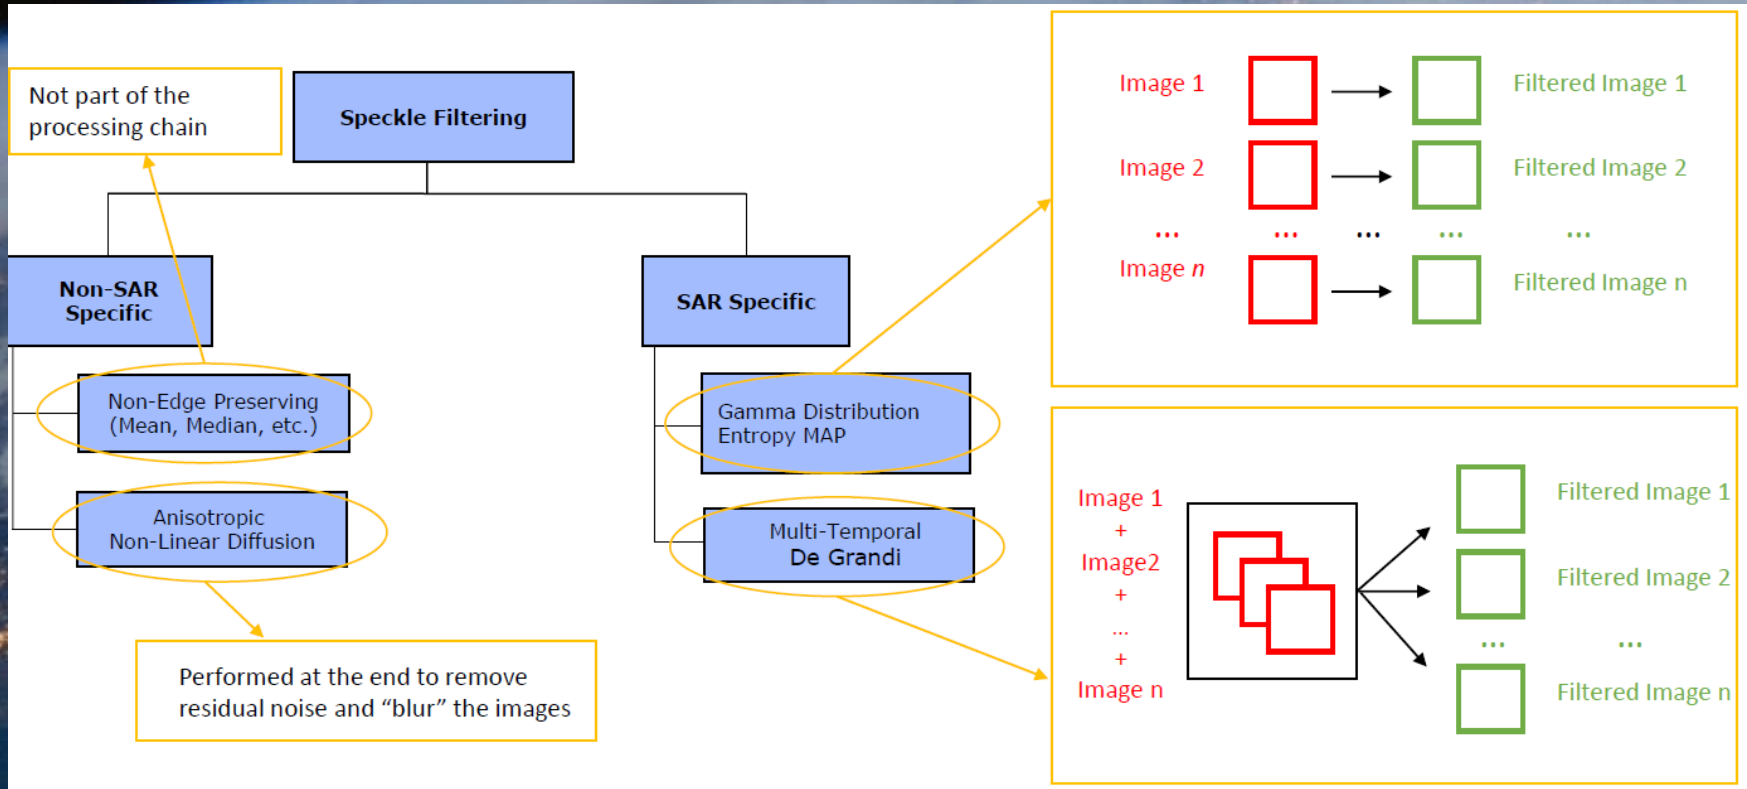 Not part of the
processing chain
Speckle Filtering
Non-SAR
Specific
SAR Specific
Non-Edge Preserving
(Mean, Median, etc.)
Anisotropic
Non-Linear Diffusion
Gamma Distribution
Entropy MAP
Multi-Temporal
De Grandi
Performed at the end to remove
residual noise and “blur” the images
Image 1 Filtered Image 1
Image 2 Filtered Image 2
... ... ... ... ...
Image n Filtered Image n
Image 1
+
Image2
+
...
+
Image n
Filtered Image 1
Filtered Image 2
... ...
Filtered Image n